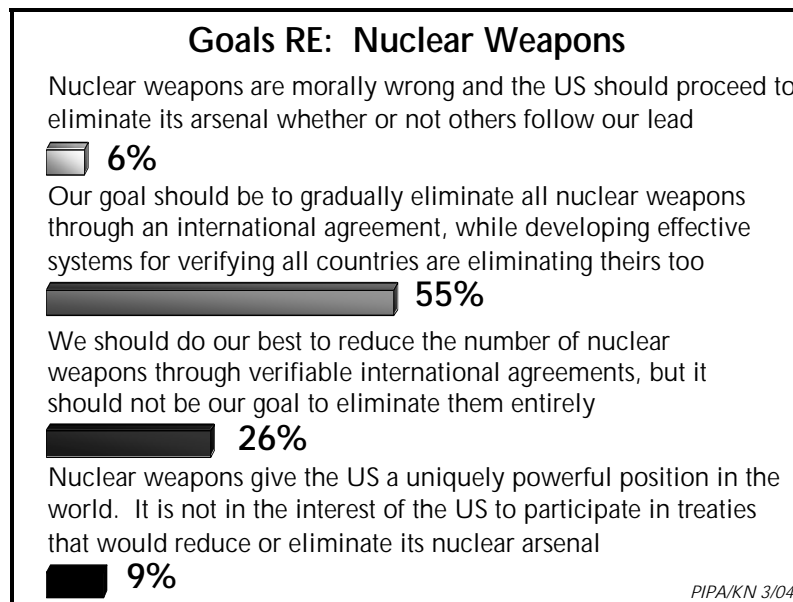 Goals RE: Nuclear Weapons
Nuclear weapons are morally wrong and the US should proceed to
eliminate its arsenal whether or not others follow our lead
6%
Our goal should be to gradually eliminate all nuclear weapons
through an international agreement, while developing effective
systems for verifying all countries are eliminating theirs too
55%
We should do our best to reduce the number of nuclear
weapons through verifiable international agreements, but it
should not be our goal to eliminate them entirely
26%
Nuclear weapons give the US a uniquely powerful position in the
world. It is not in the interest of the US to participate in treaties
that would reduce or eliminate its nuclear arsenal
9%
PIPA/KN 3/04